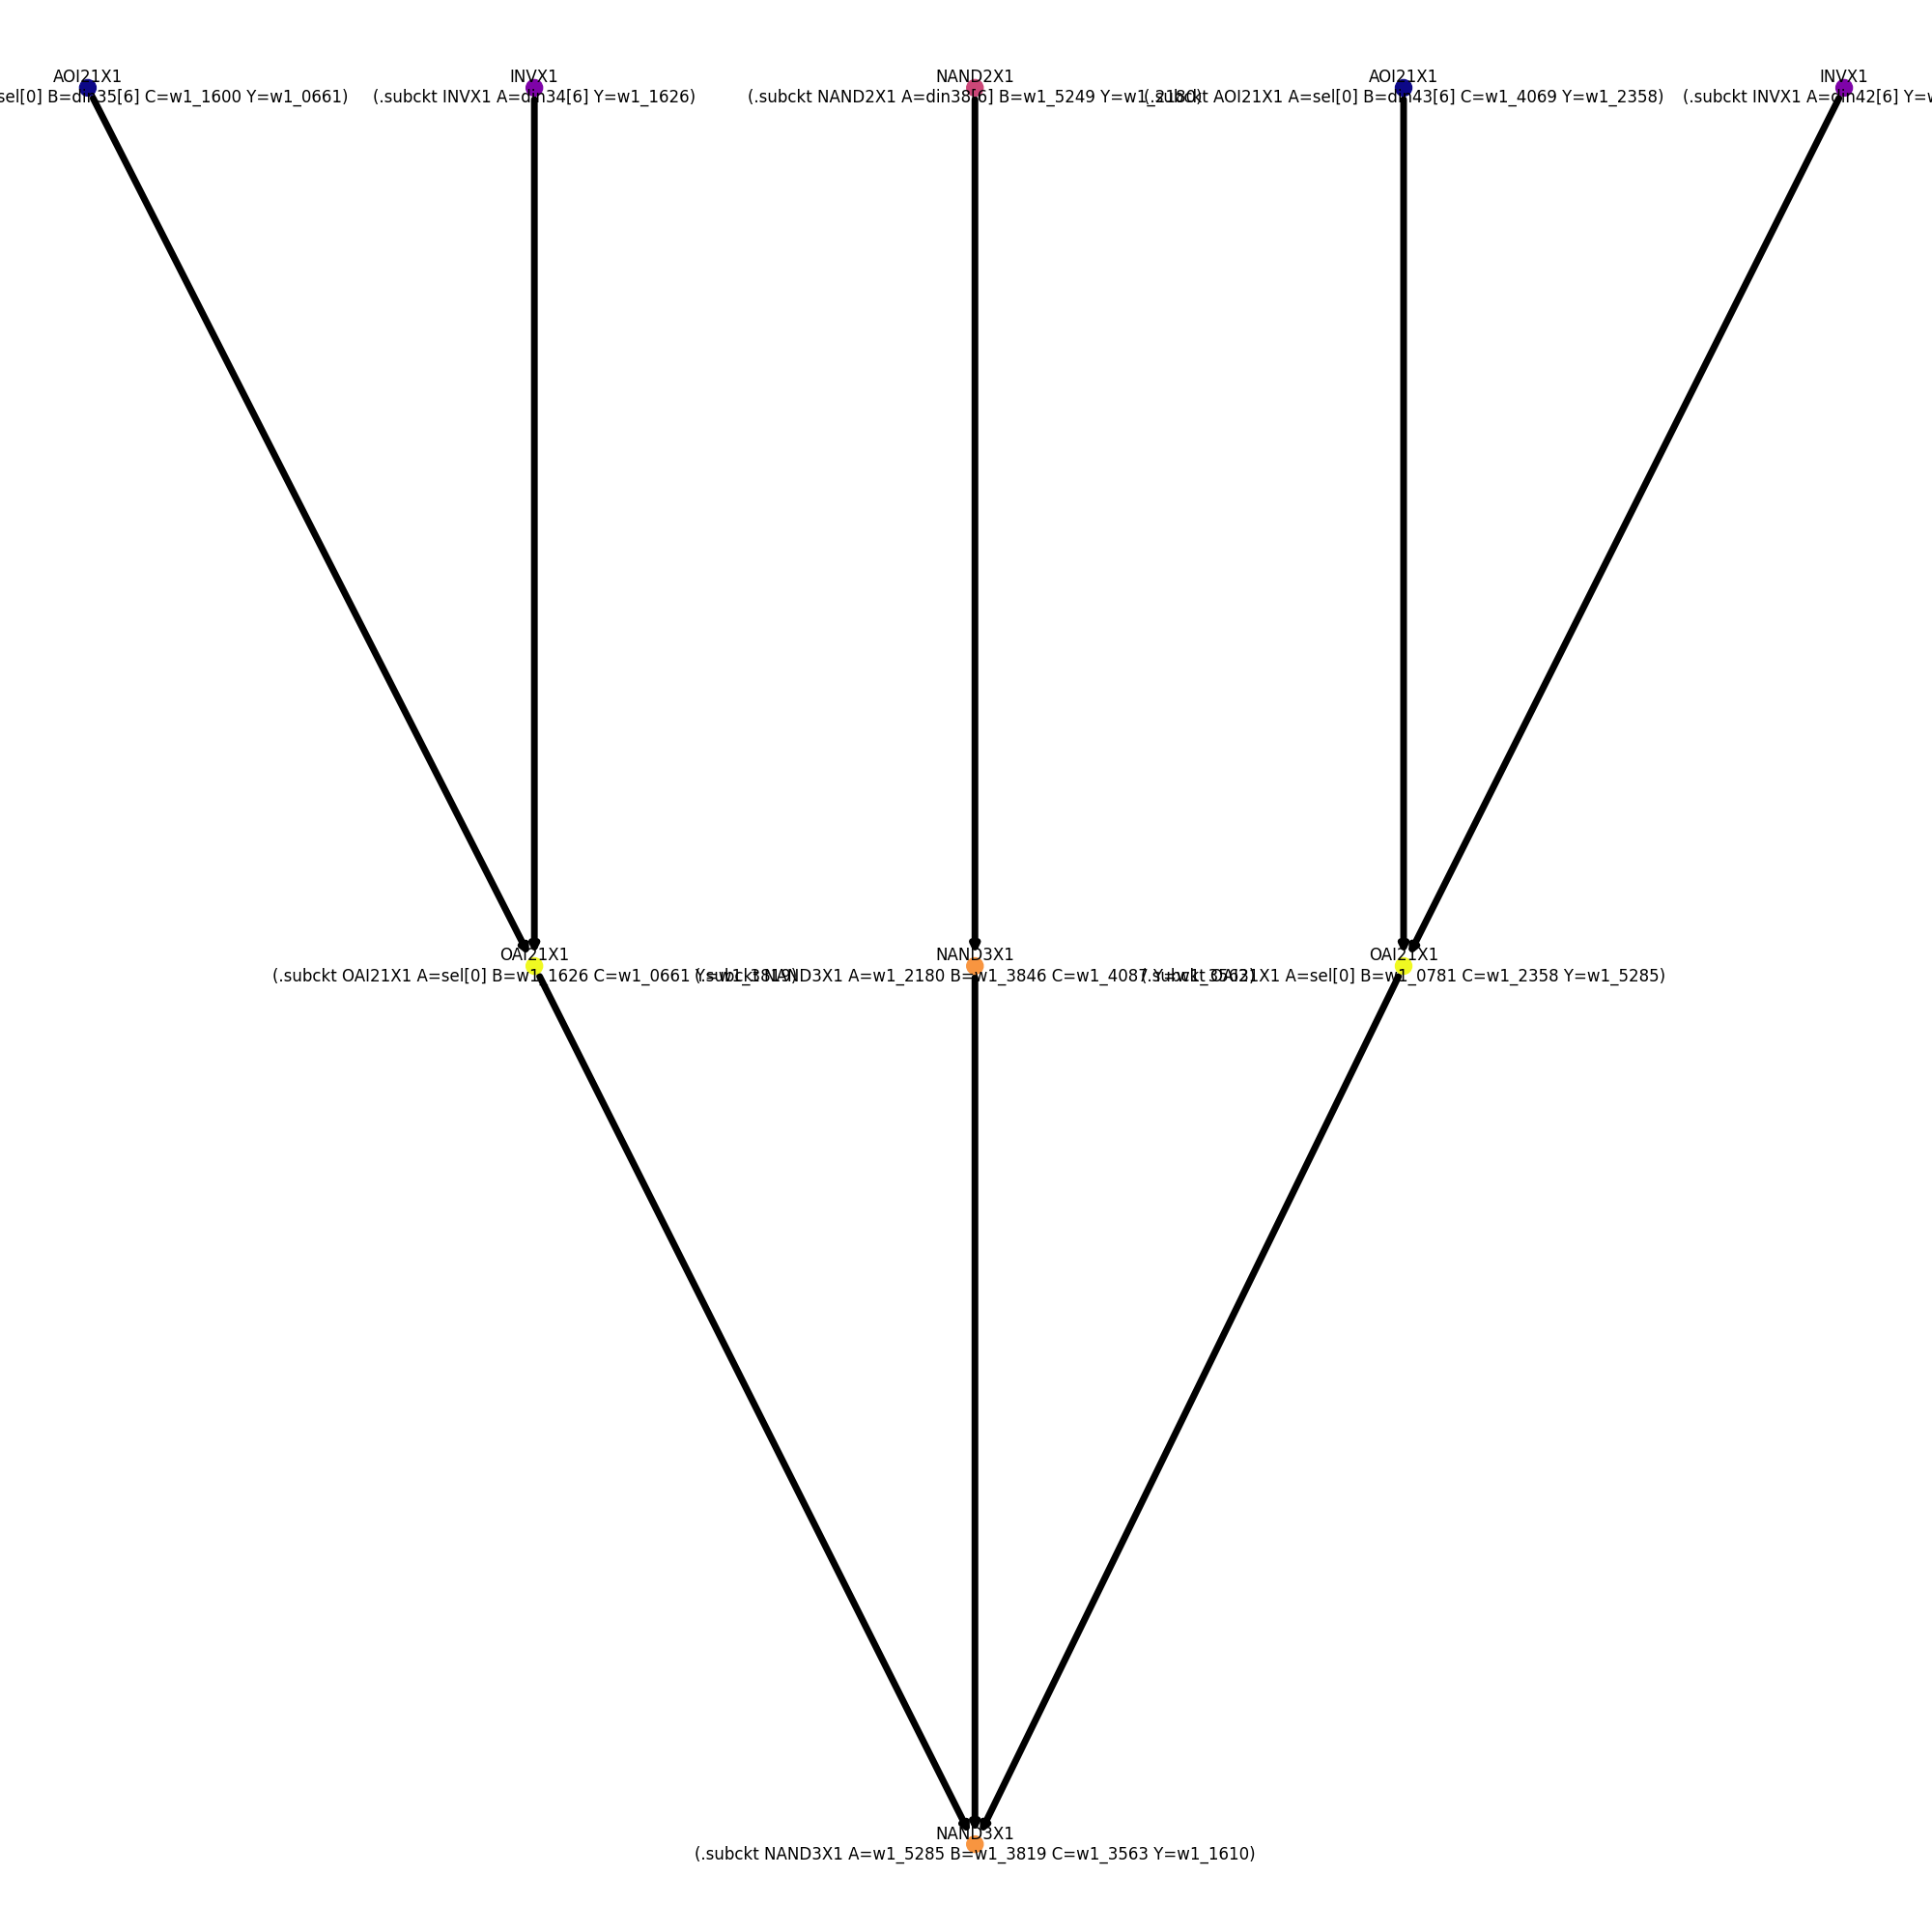 AOI21X1
sel[0] B=din35[6] C=w1_1600 Y=w1_0661)
INVX1
(.subckt INVX1 A=din34[6] Y=w1_1626)
NAND2X1
(.subckt NAND2X1 A=din38[6] B=w1_5249 Y=w1_2180)
AOI21X1
(.subckt AOI21X1 A=sel[0] B=din43[6] C=w1_4069 Y=w1_2358)
INVX1
(.subckt INVX1 A=din42[6]
OAI21X1
(.subckt OAI21X1 A=sel[0] B=w1_1626 C=w1_0661 Y=w1_3819)
NAND3X1
(.subckt NAND3X1 A=w1_2180 B=w1_3846 C=w1_4087 Y=w1_3563)
OAI21X1
(.subckt OAI21X1 A=sel[0] B=w1_0781 C=w1_2358 Y=w1_5285)
NAND3X1
(.subckt NAND3X1 A=w1_5285 B=w1_3819 C=w1_3563 Y=w1_1610)